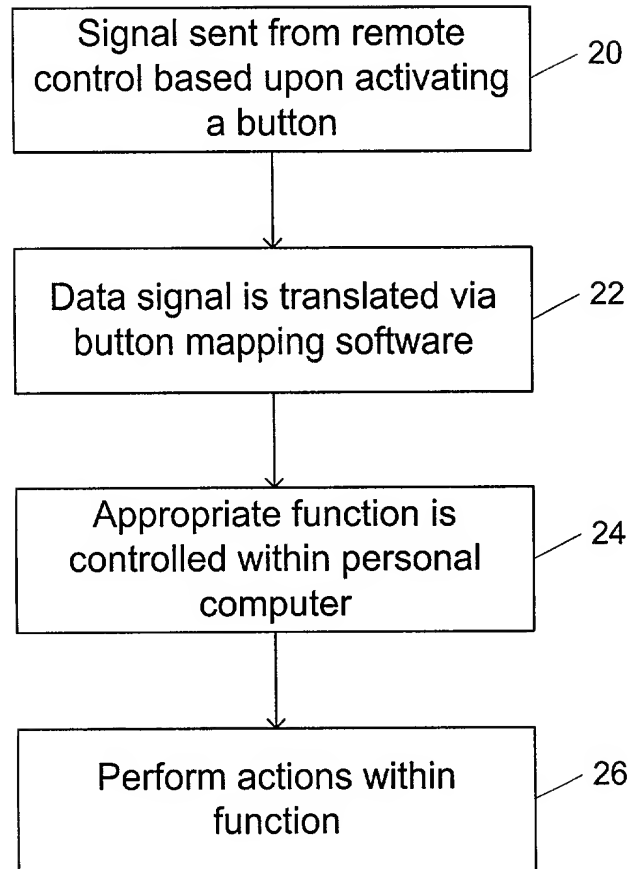 Signal sent from remote
control based upon activating
a button
20
Data signal is translated via
button mapping software
22
Appropriate function is
controlled within personal
computer
24
Perform actions within
function
26